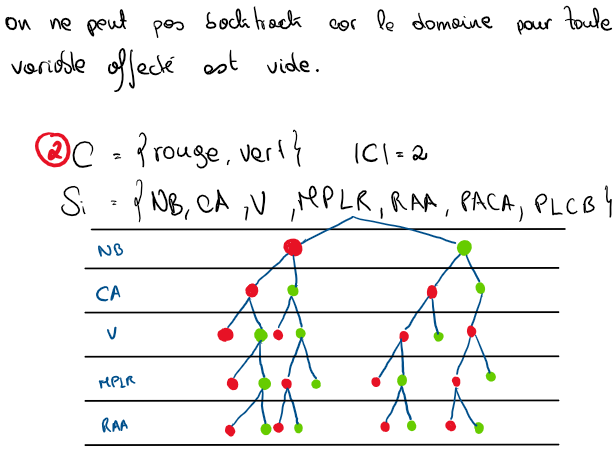 on ne peut pas backtrack car le domaine pour toute
variable affecté est vide.
② C = {rouge, vert} |C| = 2
Si = {NB, CA, V, MPLR, RAA, PACA, PLCB}
NB
CA
V
MPLR
RAA